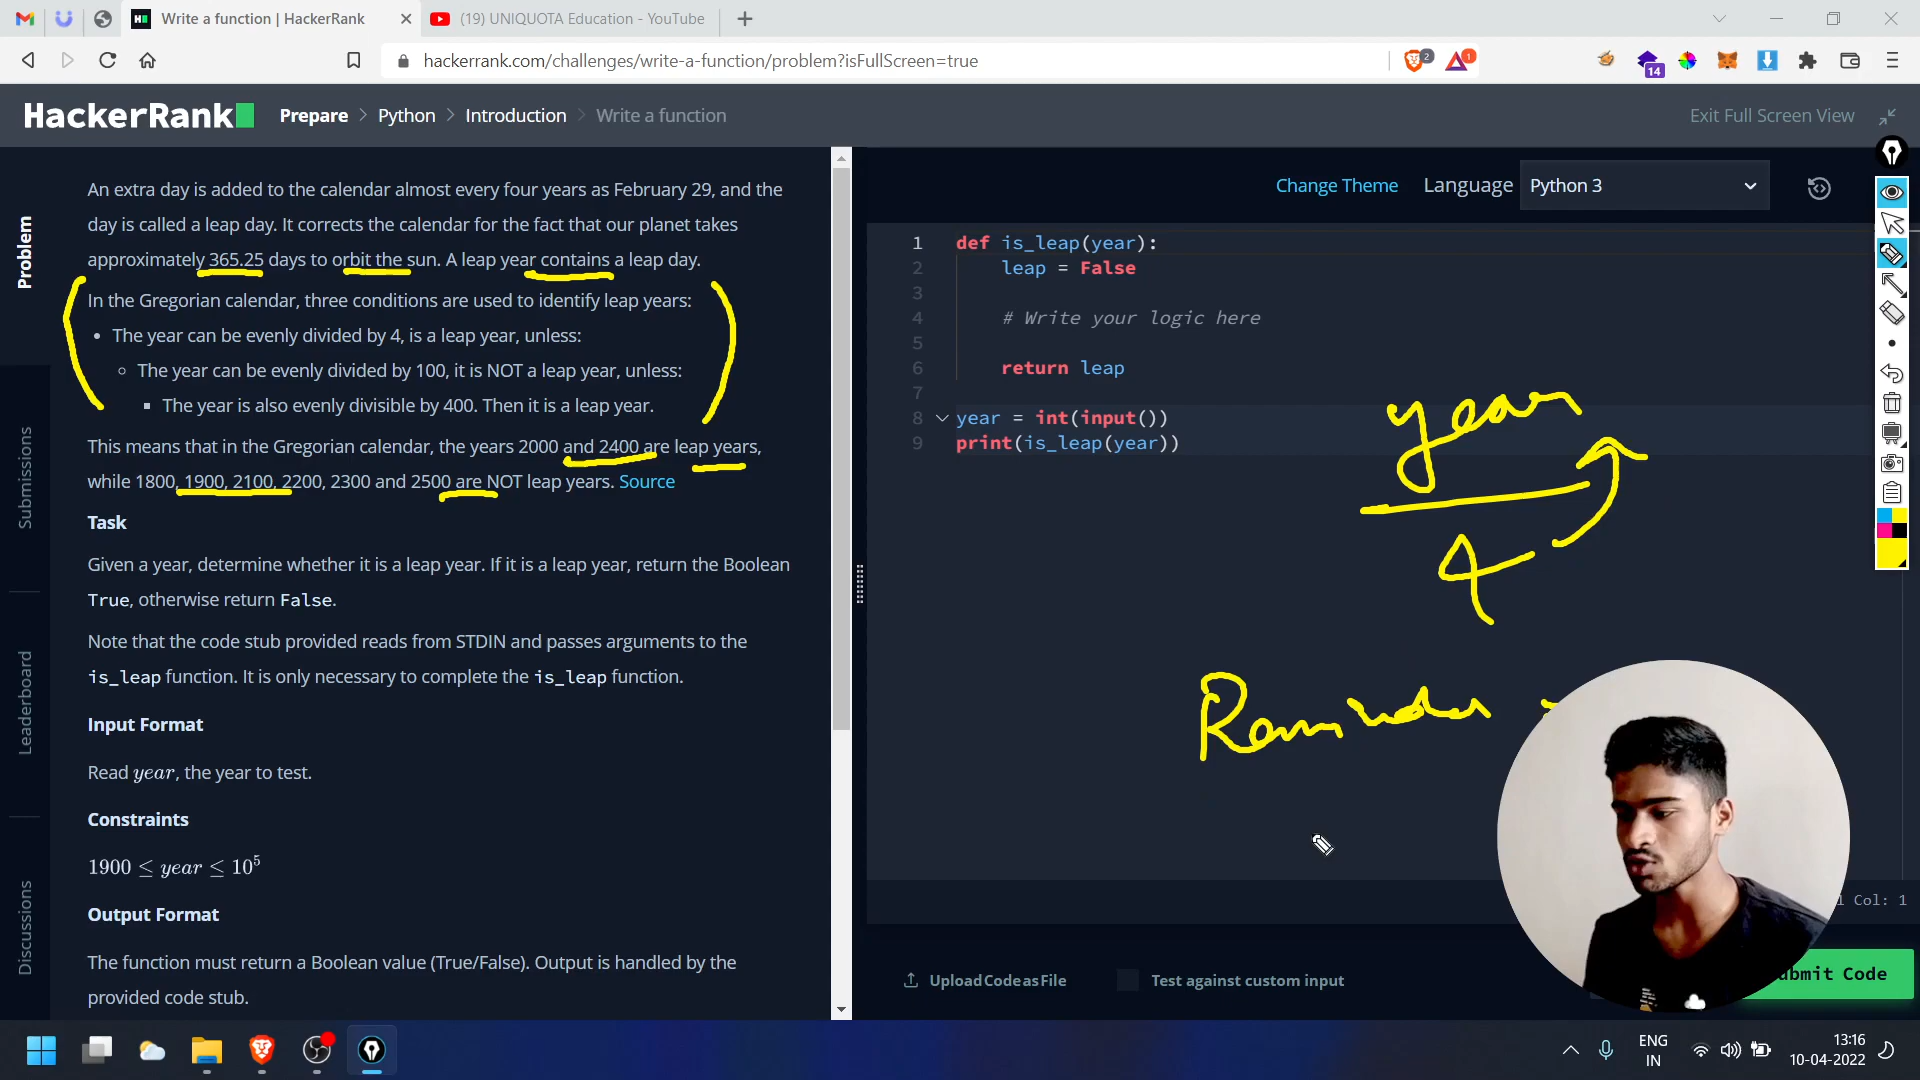 Write a function | HackerRank
(19) UNIQUOTA Education - YouTube
hackerrank.com/challenges/write-a-function/problem?isFullScreen=true
2
1
14
HackerRank
Prepare > Python > Introduction > Write a function
Exit Full Screen View
Problem
Submissions
Leaderboard
Discussions
An extra day is added to the calendar almost every four years as February 29, and the
day is called a leap day. It corrects the calendar for the fact that our planet takes
approximately 365.25 days to orbit the sun. A leap year contains a leap day.
In the Gregorian calendar, three conditions are used to identify leap years:
• The year can be evenly divided by 4, is a leap year, unless:
◦ The year can be evenly divided by 100, it is NOT a leap year, unless:
▪ The year is also evenly divisible by 400. Then it is a leap year.
This means that in the Gregorian calendar, the years 2000 and 2400 are leap years,
while 1800, 1900, 2100, 2200, 2300 and 2500 are NOT leap years. Source
Task
Given a year, determine whether it is a leap year. If it is a leap year, return the Boolean
True, otherwise return False.
Note that the code stub provided reads from STDIN and passes arguments to the
is_leap function. It is only necessary to complete the is_leap function.
Input Format
Read year, the year to test.
Constraints
1900 ≤ year ≤ 10⁵
Output Format
The function must return a Boolean value (True/False). Output is handled by the
provided code stub.
Change Theme Language Python 3
1 def is_leap(year):
2 leap = False
3
4 # Write your logic here
5
6 return leap
7
8 year = int(input())
9 print(is_leap(year))
year
4
Reminder
Col: 1
Upload Code as File
Test against custom input
ubmit Code
ENG
IN
13:16
10-04-2022